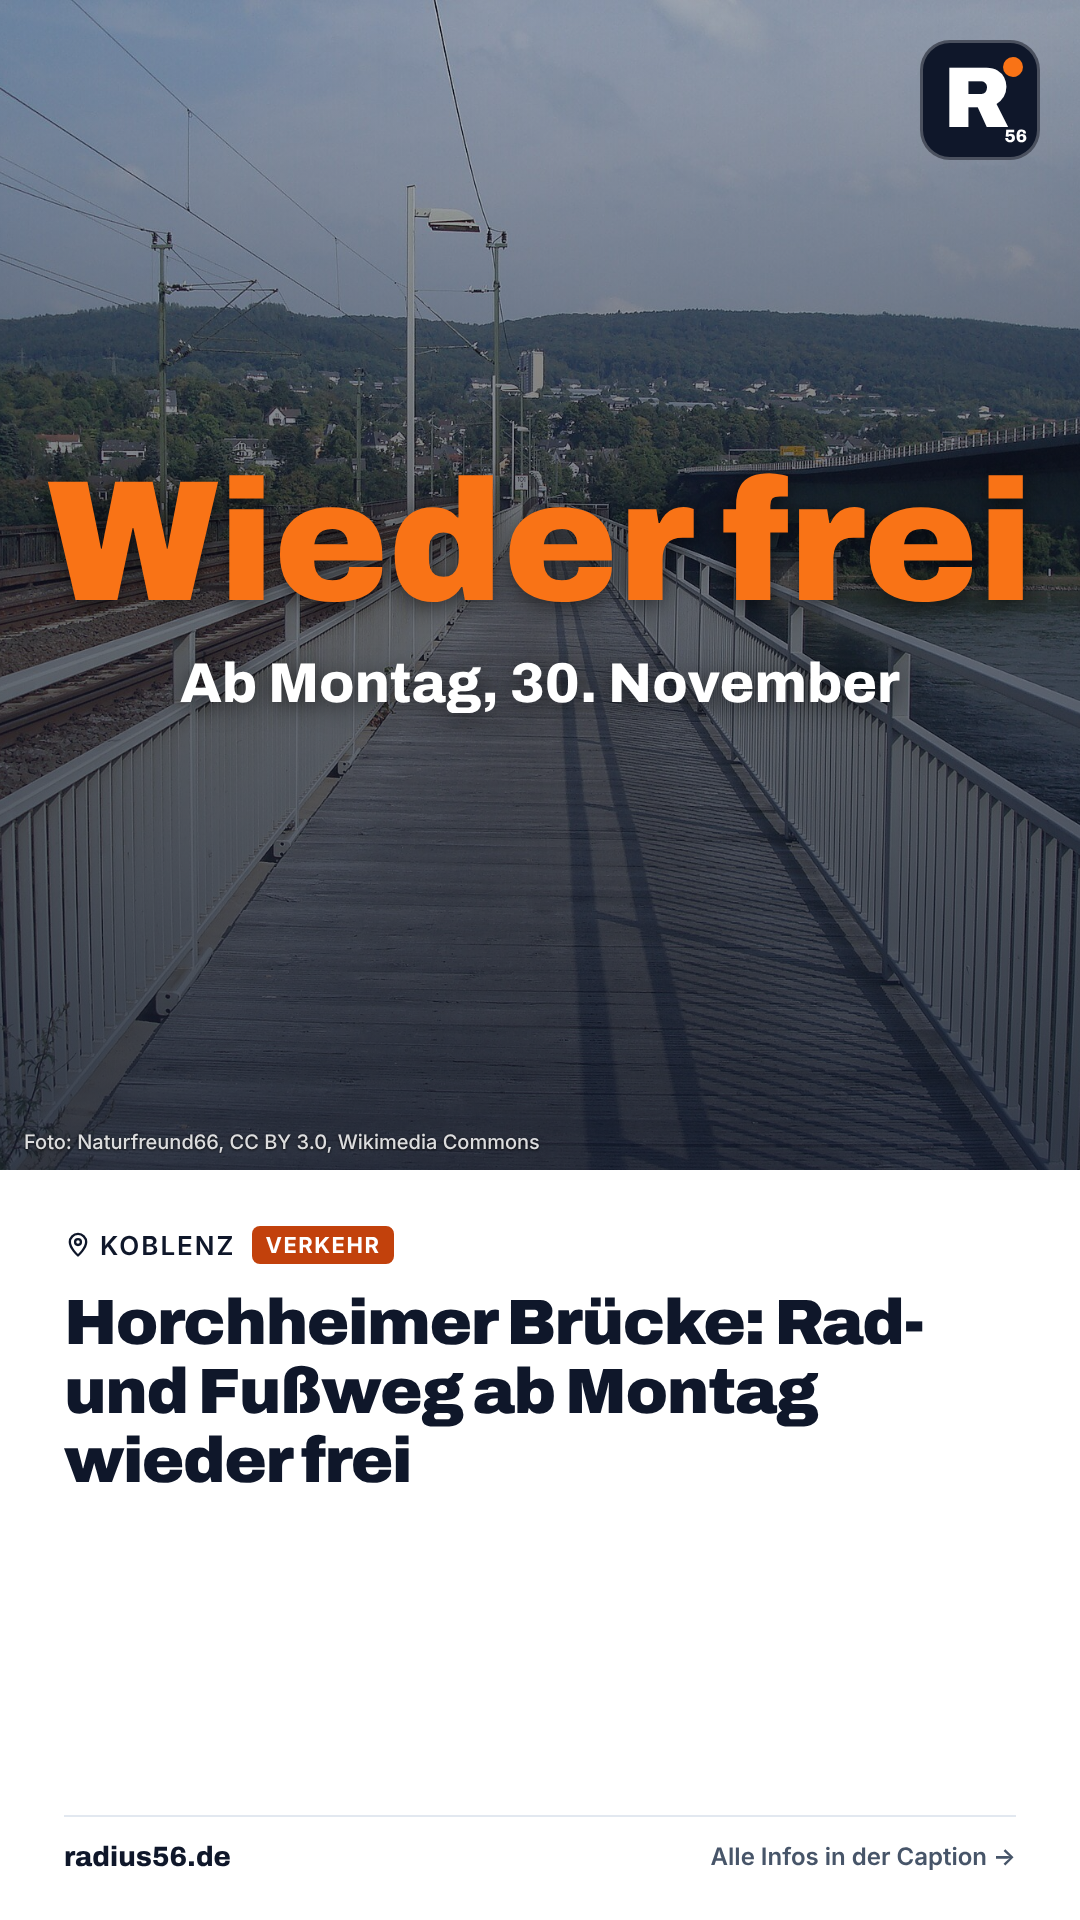 R
56
Wieder frei
Ab Montag, 30. November
Foto: Naturfreund66, CC BY 3.0, Wikimedia Commons
KOBLENZ VERKEHR
Horchheimer Brücke: Rad-
und Fußweg ab Montag
wieder frei
radius56.de Alle Infos in der Caption →